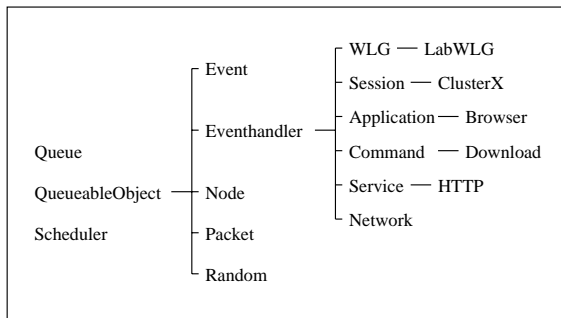 WLG LabWLG
Event
Session ClusterX
Application Browser
Eventhandler
Queue
Command Download
QueueableObject
Node
Service HTTP
Network
Scheduler
Packet
Random